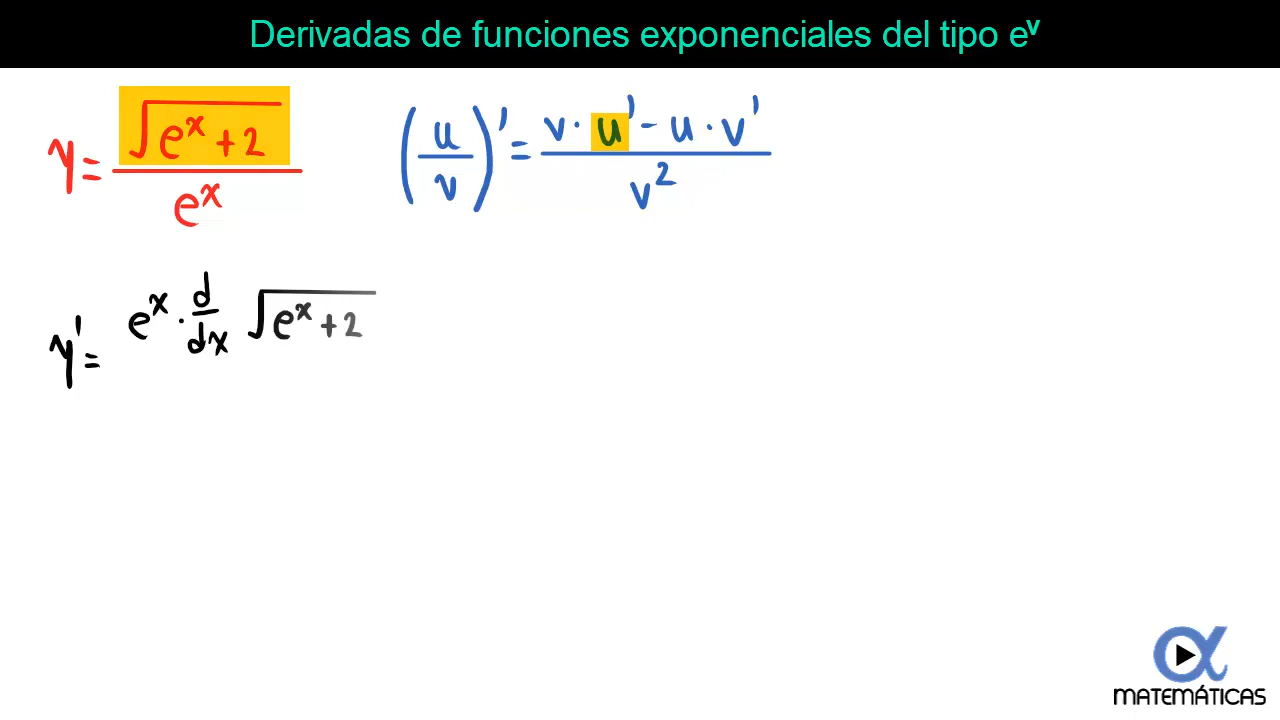 Derivadas de funciones exponenciales del tipo eᵛ
y = √(eˣ + 2) / eˣ
(u / v)' = (v · u' − u · v') / v²
y' = eˣ · d/dx √(eˣ + 2)
MATEMÁTICAS